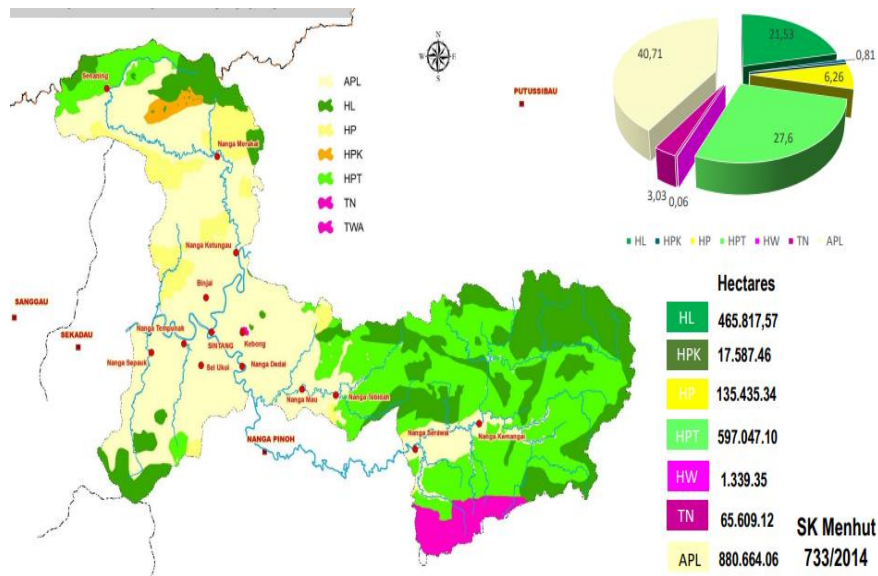 Senaning
Nanga Merakai
Nanga Ketungau
Binjai
Nanga Tempunak
SINTANG
Kebong
Nanga Sepauk
Sei Ukoi
Nanga Dedai
Nanga Mau
Nanga Tebidah
Nanga Serawai
Nanga Kemangai
SANGGAU
SEKADAU
NANGA PINOH
PUTUSSIBAU
N
W
E
S
APL
HL
HP
HPK
HPT
TN
TWA
21,53
0,81
6,26
27,6
0,06
3,03
40,71
HL HPK HP HPT HW TN APL
Hectares
HL 465.817,57
HPK 17.587.46
HP 135.435.34
HPT 597.047.10
HW 1.339.35
TN 65.609.12
APL 880.664.06
SK Menhut
733/2014